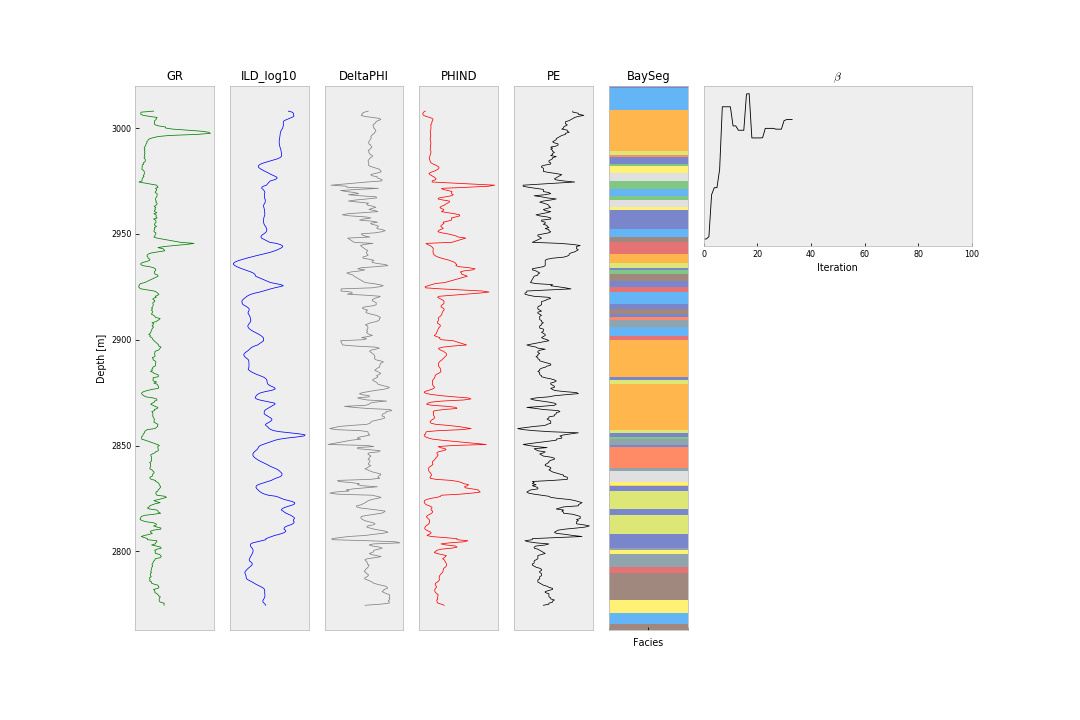 GR ILD_log10 DeltaPHI PHIND PE BaySeg β
3000
2950
2900
2850
2800
Depth [m]
0 20 40 60 80 100
Iteration
Facies